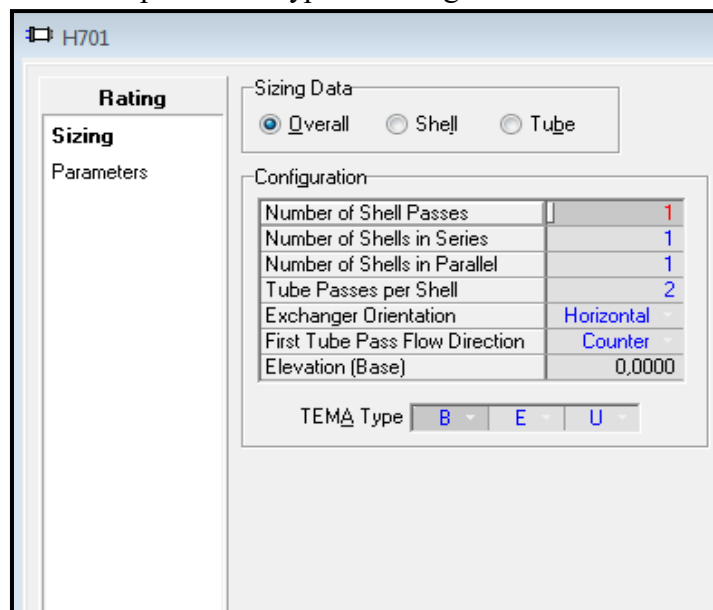 H701
Rating
Sizing
Parameters
Sizing Data
Overall Shell Tube
Configuration
Number of Shell Passes 1
Number of Shells in Series 1
Number of Shells in Parallel 1
Tube Passes per Shell 2
Exchanger Orientation Horizontal
First Tube Pass Flow Direction Counter
Elevation (Base) 0,0000
TEMA Type B E U